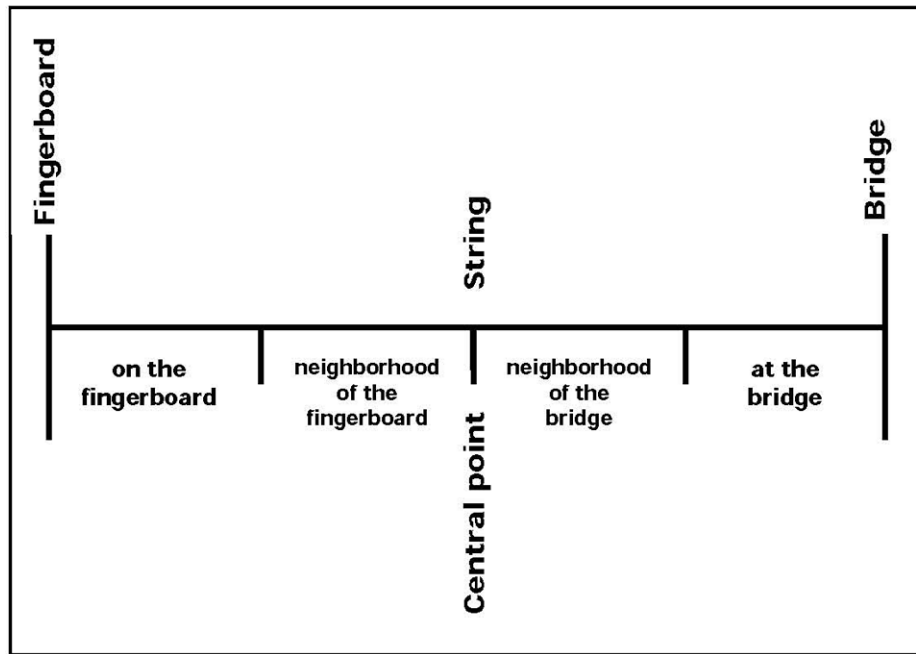 Fingerboard
String
Bridge
on the
fingerboard
neighborhood
of the
fingerboard
neighborhood
of the
bridge
at the
bridge
Central point